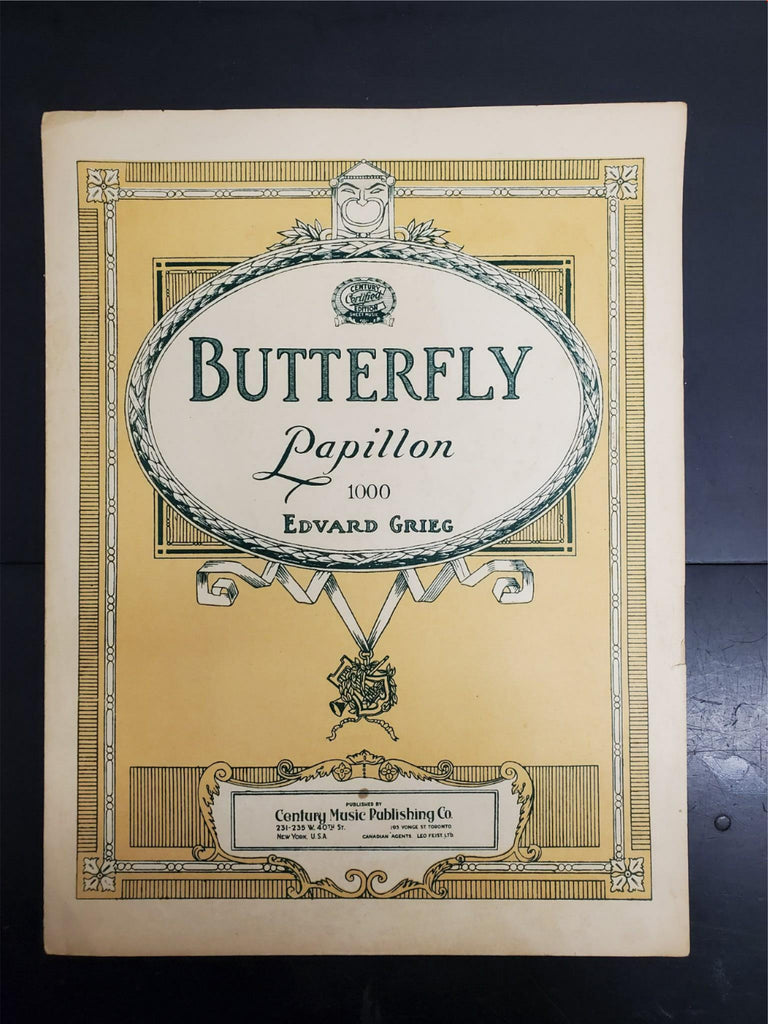 CENTURY
Certified
EDITION
SHEET MUSIC
BUTTERFLY
Papillon
1000
EDVARD GRIEG
PUBLISHED BY
Century Music Publishing Co.
231-235 W. 40TH ST. 193 YONGE ST TORONTO
NEW YORK, U.S.A CANADIAN AGENTS LEO FEIST, LTD.